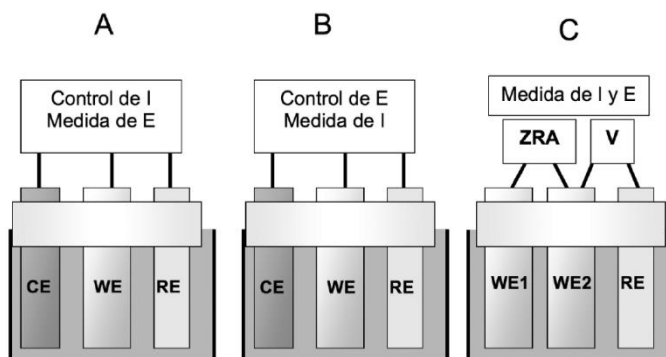 A
B
C
Control de I
Medida de E
Control de E
Medida de I
Medida de I y E
ZRA
V
CE
WE
RE
CE
WE
RE
WE1
WE2
RE